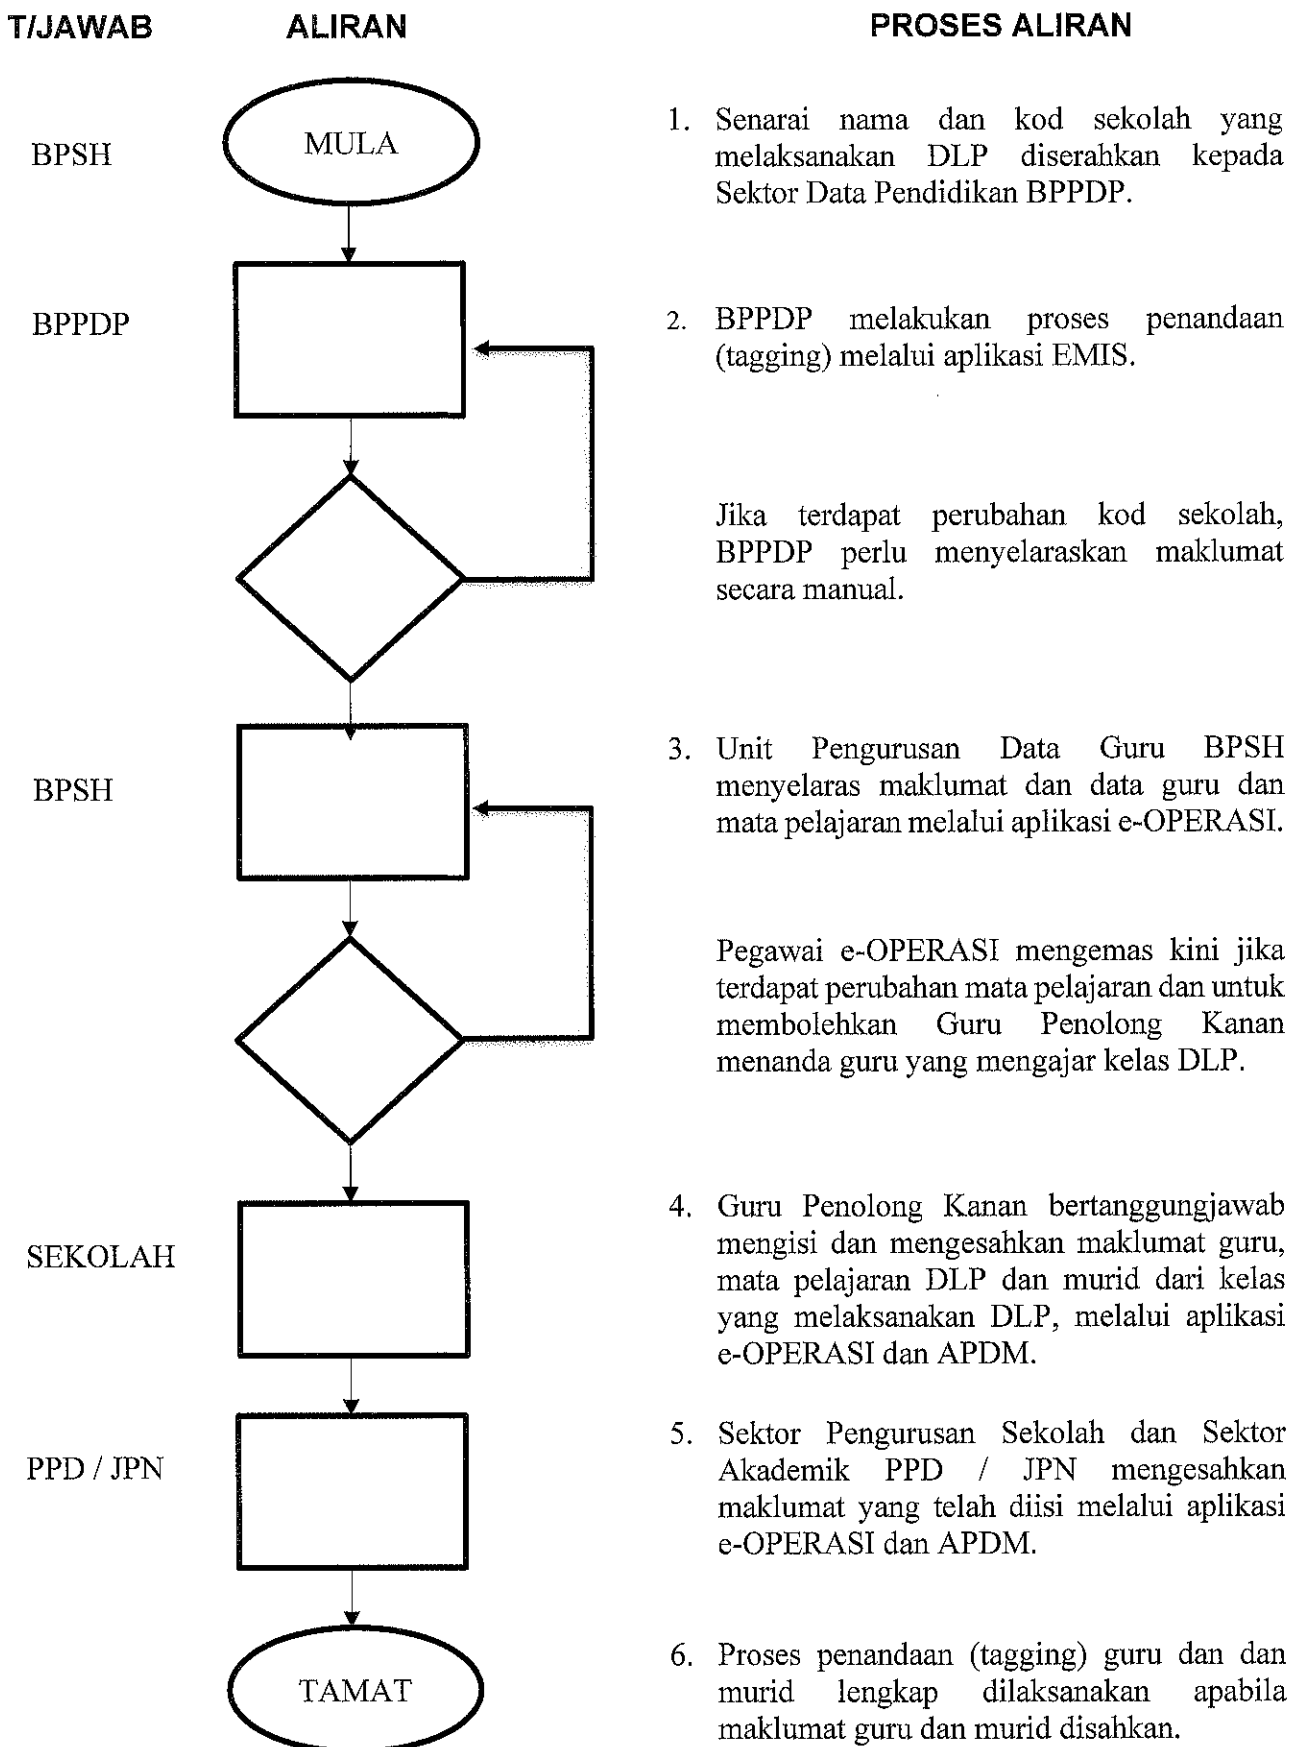 T/JAWAB ALIRAN PROSES ALIRAN
BPSH
MULA
1. Senarai nama dan kod sekolah yang
melaksanakan DLP diserahkan kepada
Sektor Data Pendidikan BPPDP.
BPPDP
2. BPPDP melakukan proses penandaan
(tagging) melalui aplikasi EMIS.
Jika terdapat perubahan kod sekolah,
BPPDP perlu menyelaraskan maklumat
secara manual.
BPSH
3. Unit Pengurusan Data Guru BPSH
menyelaras maklumat dan data guru dan
mata pelajaran melalui aplikasi e-OPERASI.
Pegawai e-OPERASI mengemas kini jika
terdapat perubahan mata pelajaran dan untuk
membolehkan Guru Penolong Kanan
menanda guru yang mengajar kelas DLP.
SEKOLAH
4. Guru Penolong Kanan bertanggungjawab
mengisi dan mengesahkan maklumat guru,
mata pelajaran DLP dan murid dari kelas
yang melaksanakan DLP, melalui aplikasi
e-OPERASI dan APDM.
PPD / JPN
5. Sektor Pengurusan Sekolah dan Sektor
Akademik PPD / JPN mengesahkan
maklumat yang telah diisi melalui aplikasi
e-OPERASI dan APDM.
TAMAT
6. Proses penandaan (tagging) guru dan dan
murid lengkap dilaksanakan apabila
maklumat guru dan murid disahkan.